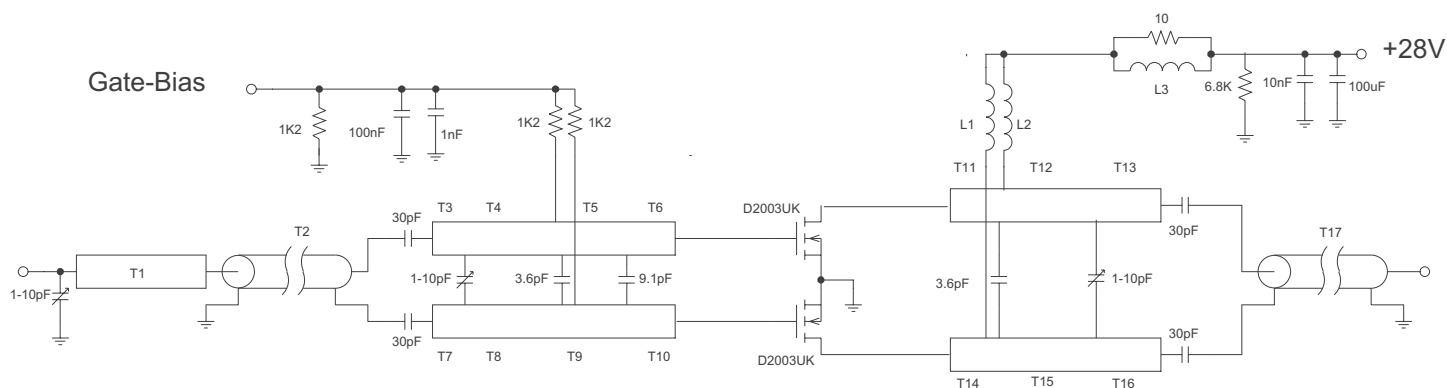 10
+28V
Gate-Bias
L3
6.8K
10nF
100uF
1K2
100nF
1nF
1K2
1K2
L1
L2
T11
T12
T13
D2003UK
30pF
T3
T4
T5
T6
T2
30pF
T17
T1
1-10pF
1-10pF
3.6pF
9.1pF
3.6pF
1-10pF
30pF
30pF
T7
T8
T9
T10
D2003UK
T14
T15
T16